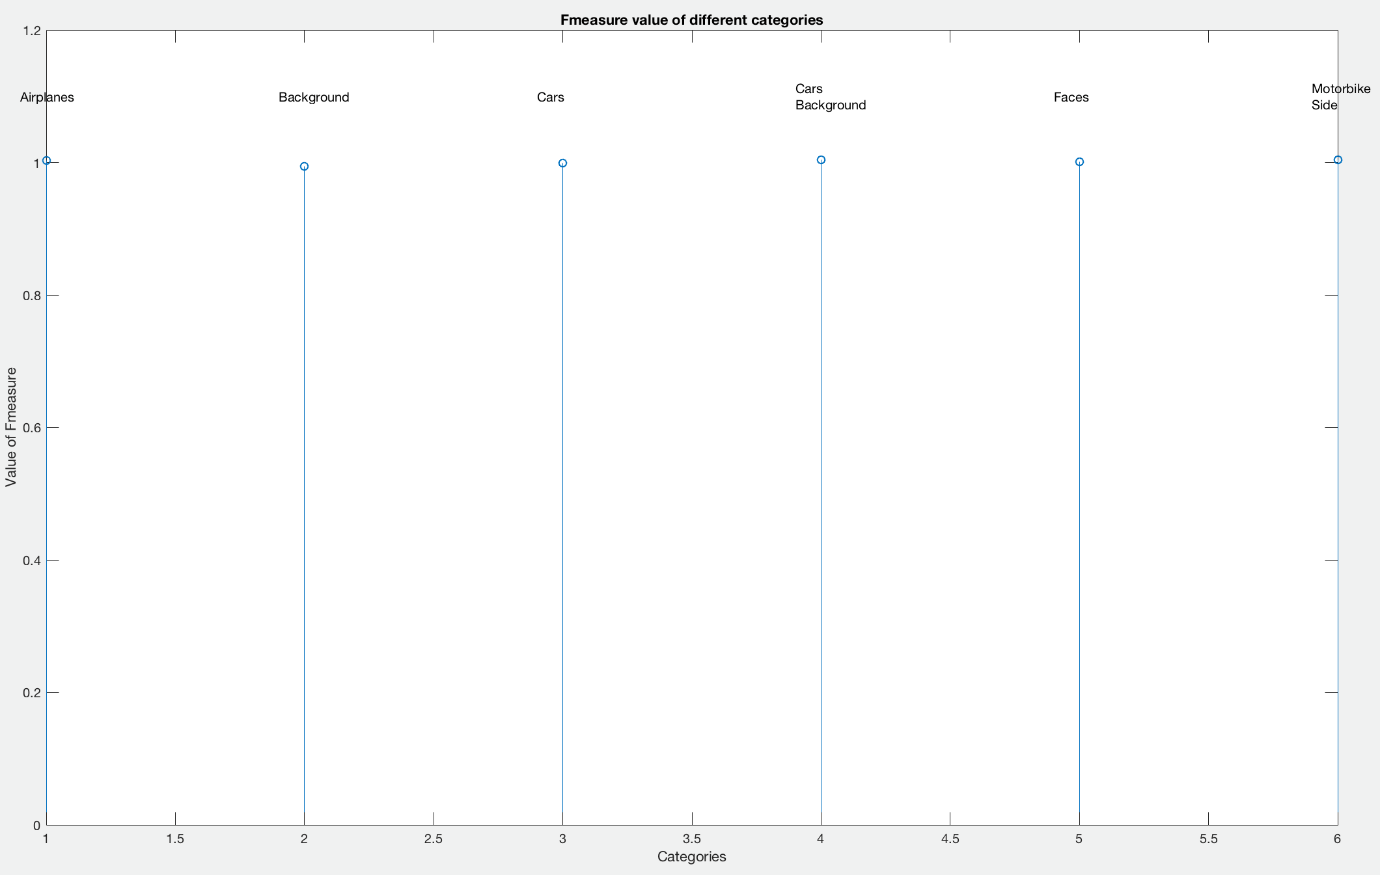 Fmeasure value of different categories
1.2
Airplanes
Background
Cars
Cars
Background
Faces
Motorbike
Side
1
0.8
0.6
0.4
0.2
0
Value of Fmeasure
1 1.5 2 2.5 3 3.5 4 4.5 5 5.5 6
Categories